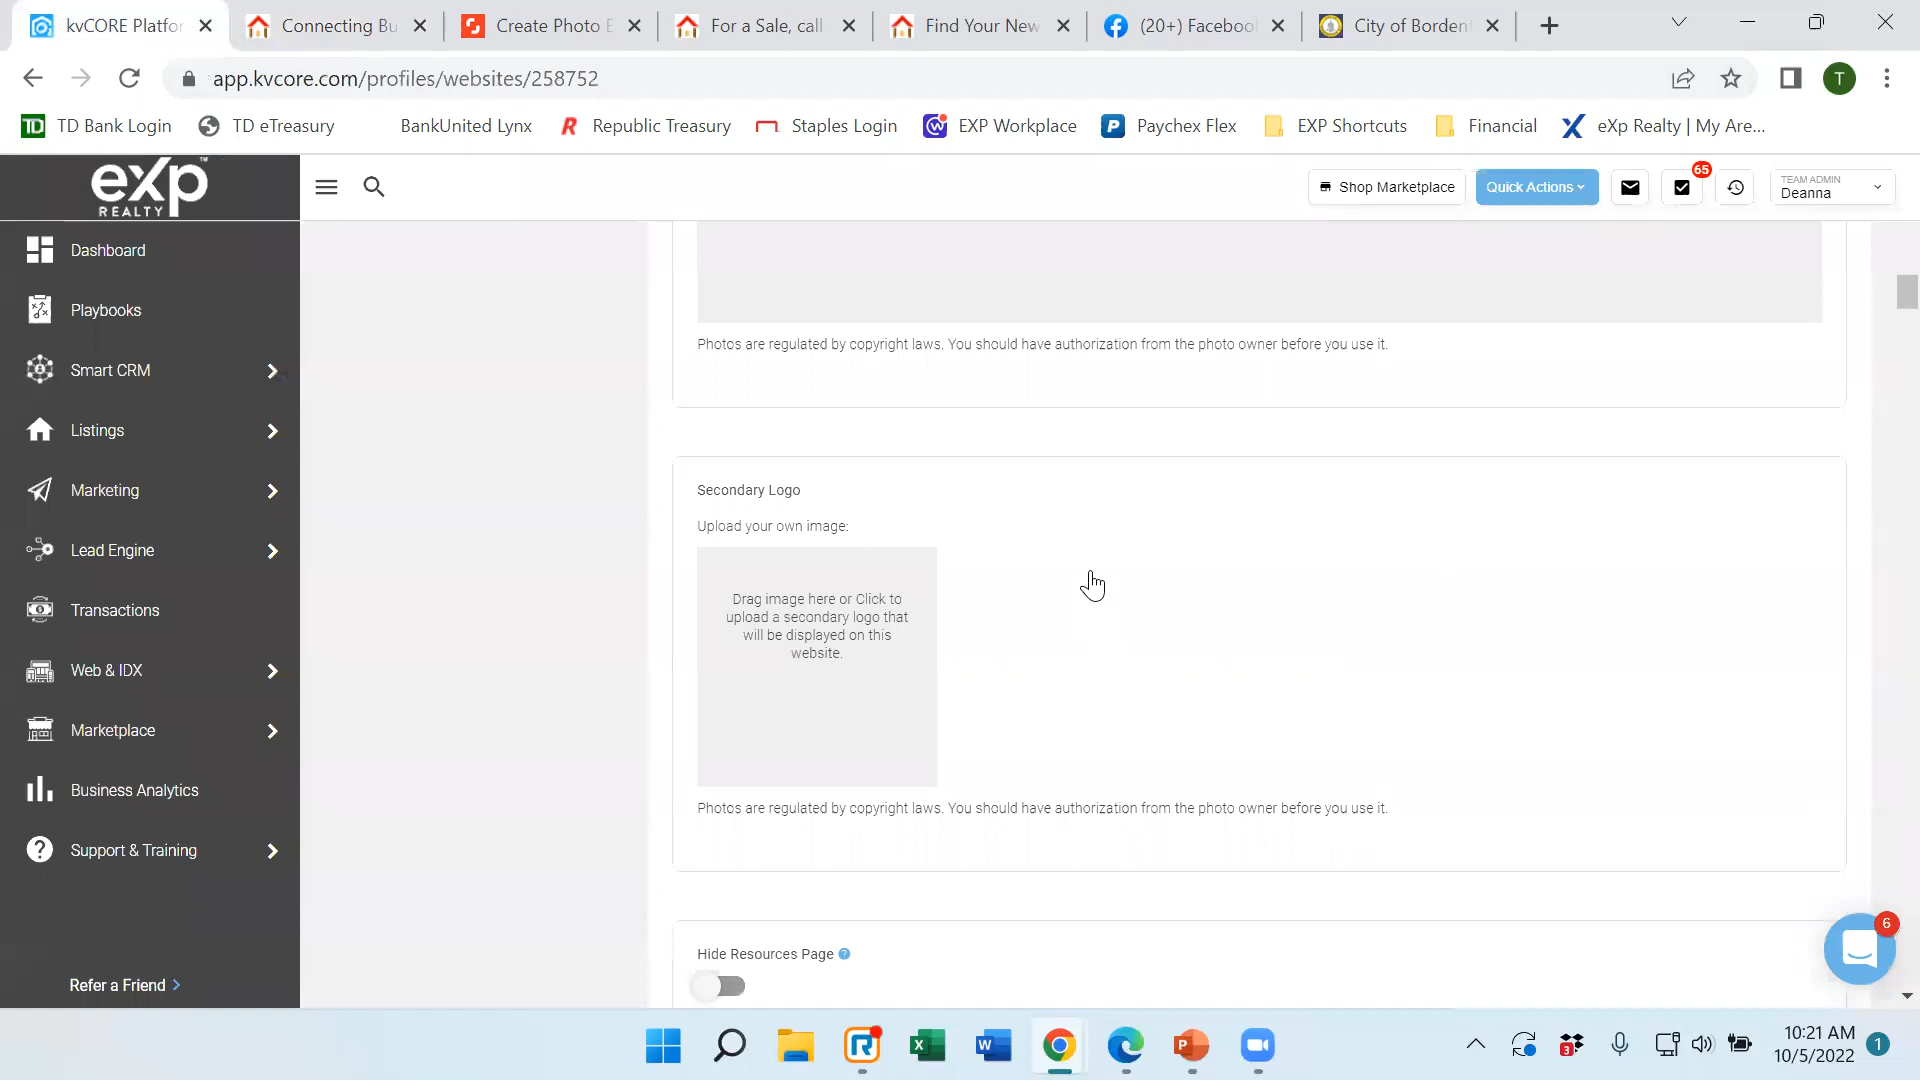 kvCORE Platfor
Connecting Bu
Create Photo E
For a Sale, call
Find Your New
(20+) Facebook
City of Bordent
app.kvcore.com/profiles/websites/258752
T
TD Bank Login
TD eTreasury
BankUnited Lynx
Republic Treasury
Staples Login
EXP Workplace
Paychex Flex
EXP Shortcuts
Financial
eXp Realty | My Are...
eXp
REALTY
Shop Marketplace
Quick Actions
65
TEAM ADMIN
Deanna
Dashboard
Playbooks
Smart CRM
Listings
Marketing
Lead Engine
Transactions
Web & IDX
Marketplace
Business Analytics
Support & Training
Refer a Friend
Photos are regulated by copyright laws. You should have authorization from the photo owner before you use it.
Secondary Logo
Upload your own image:
Drag image here or Click to
upload a secondary logo that
will be displayed on this
website.
Photos are regulated by copyright laws. You should have authorization from the photo owner before you use it.
Hide Resources Page
6
3
10:21 AM
10/5/2022
1